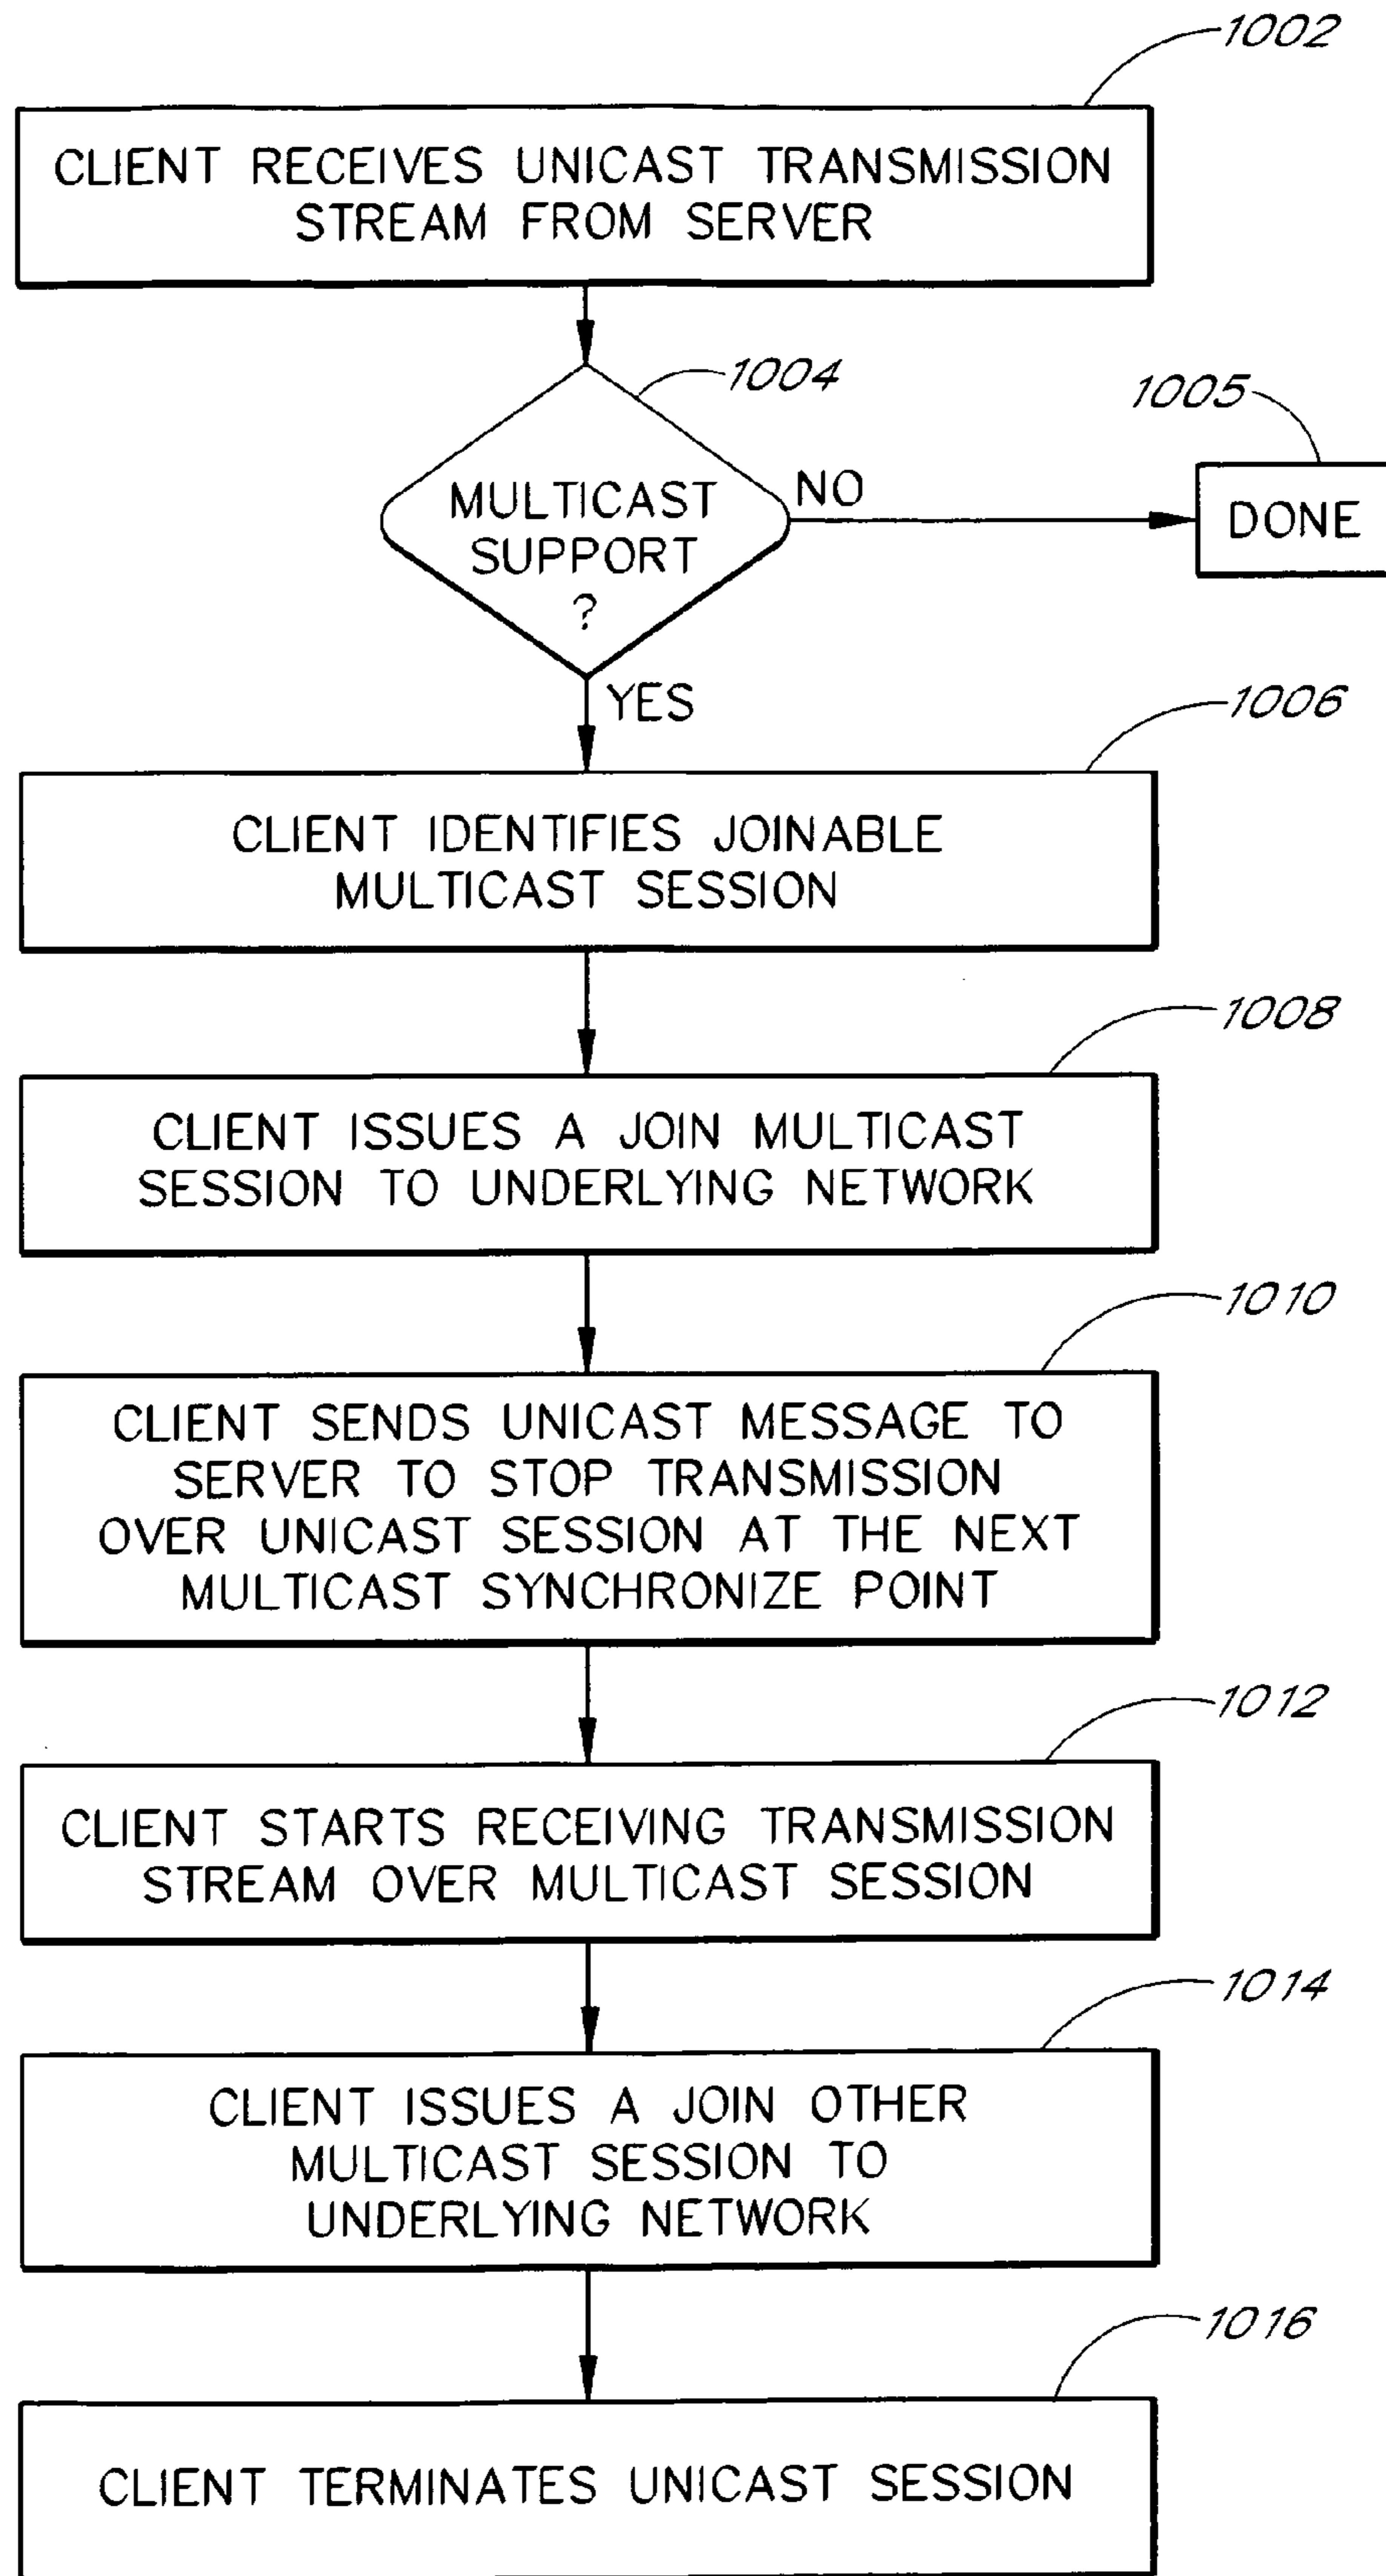 1002
CLIENT RECEIVES UNICAST TRANSMISSION
STREAM FROM SERVER
1004
MULTICAST
SUPPORT
?
NO
1005
DONE
YES
1006
CLIENT IDENTIFIES JOINABLE
MULTICAST SESSION
1008
CLIENT ISSUES A JOIN MULTICAST
SESSION TO UNDERLYING NETWORK
1010
CLIENT SENDS UNICAST MESSAGE TO
SERVER TO STOP TRANSMISSION
OVER UNICAST SESSION AT THE NEXT
MULTICAST SYNCHRONIZE POINT
1012
CLIENT STARTS RECEIVING TRANSMISSION
STREAM OVER MULTICAST SESSION
1014
CLIENT ISSUES A JOIN OTHER
MULTICAST SESSION TO
UNDERLYING NETWORK
1016
CLIENT TERMINATES UNICAST SESSION